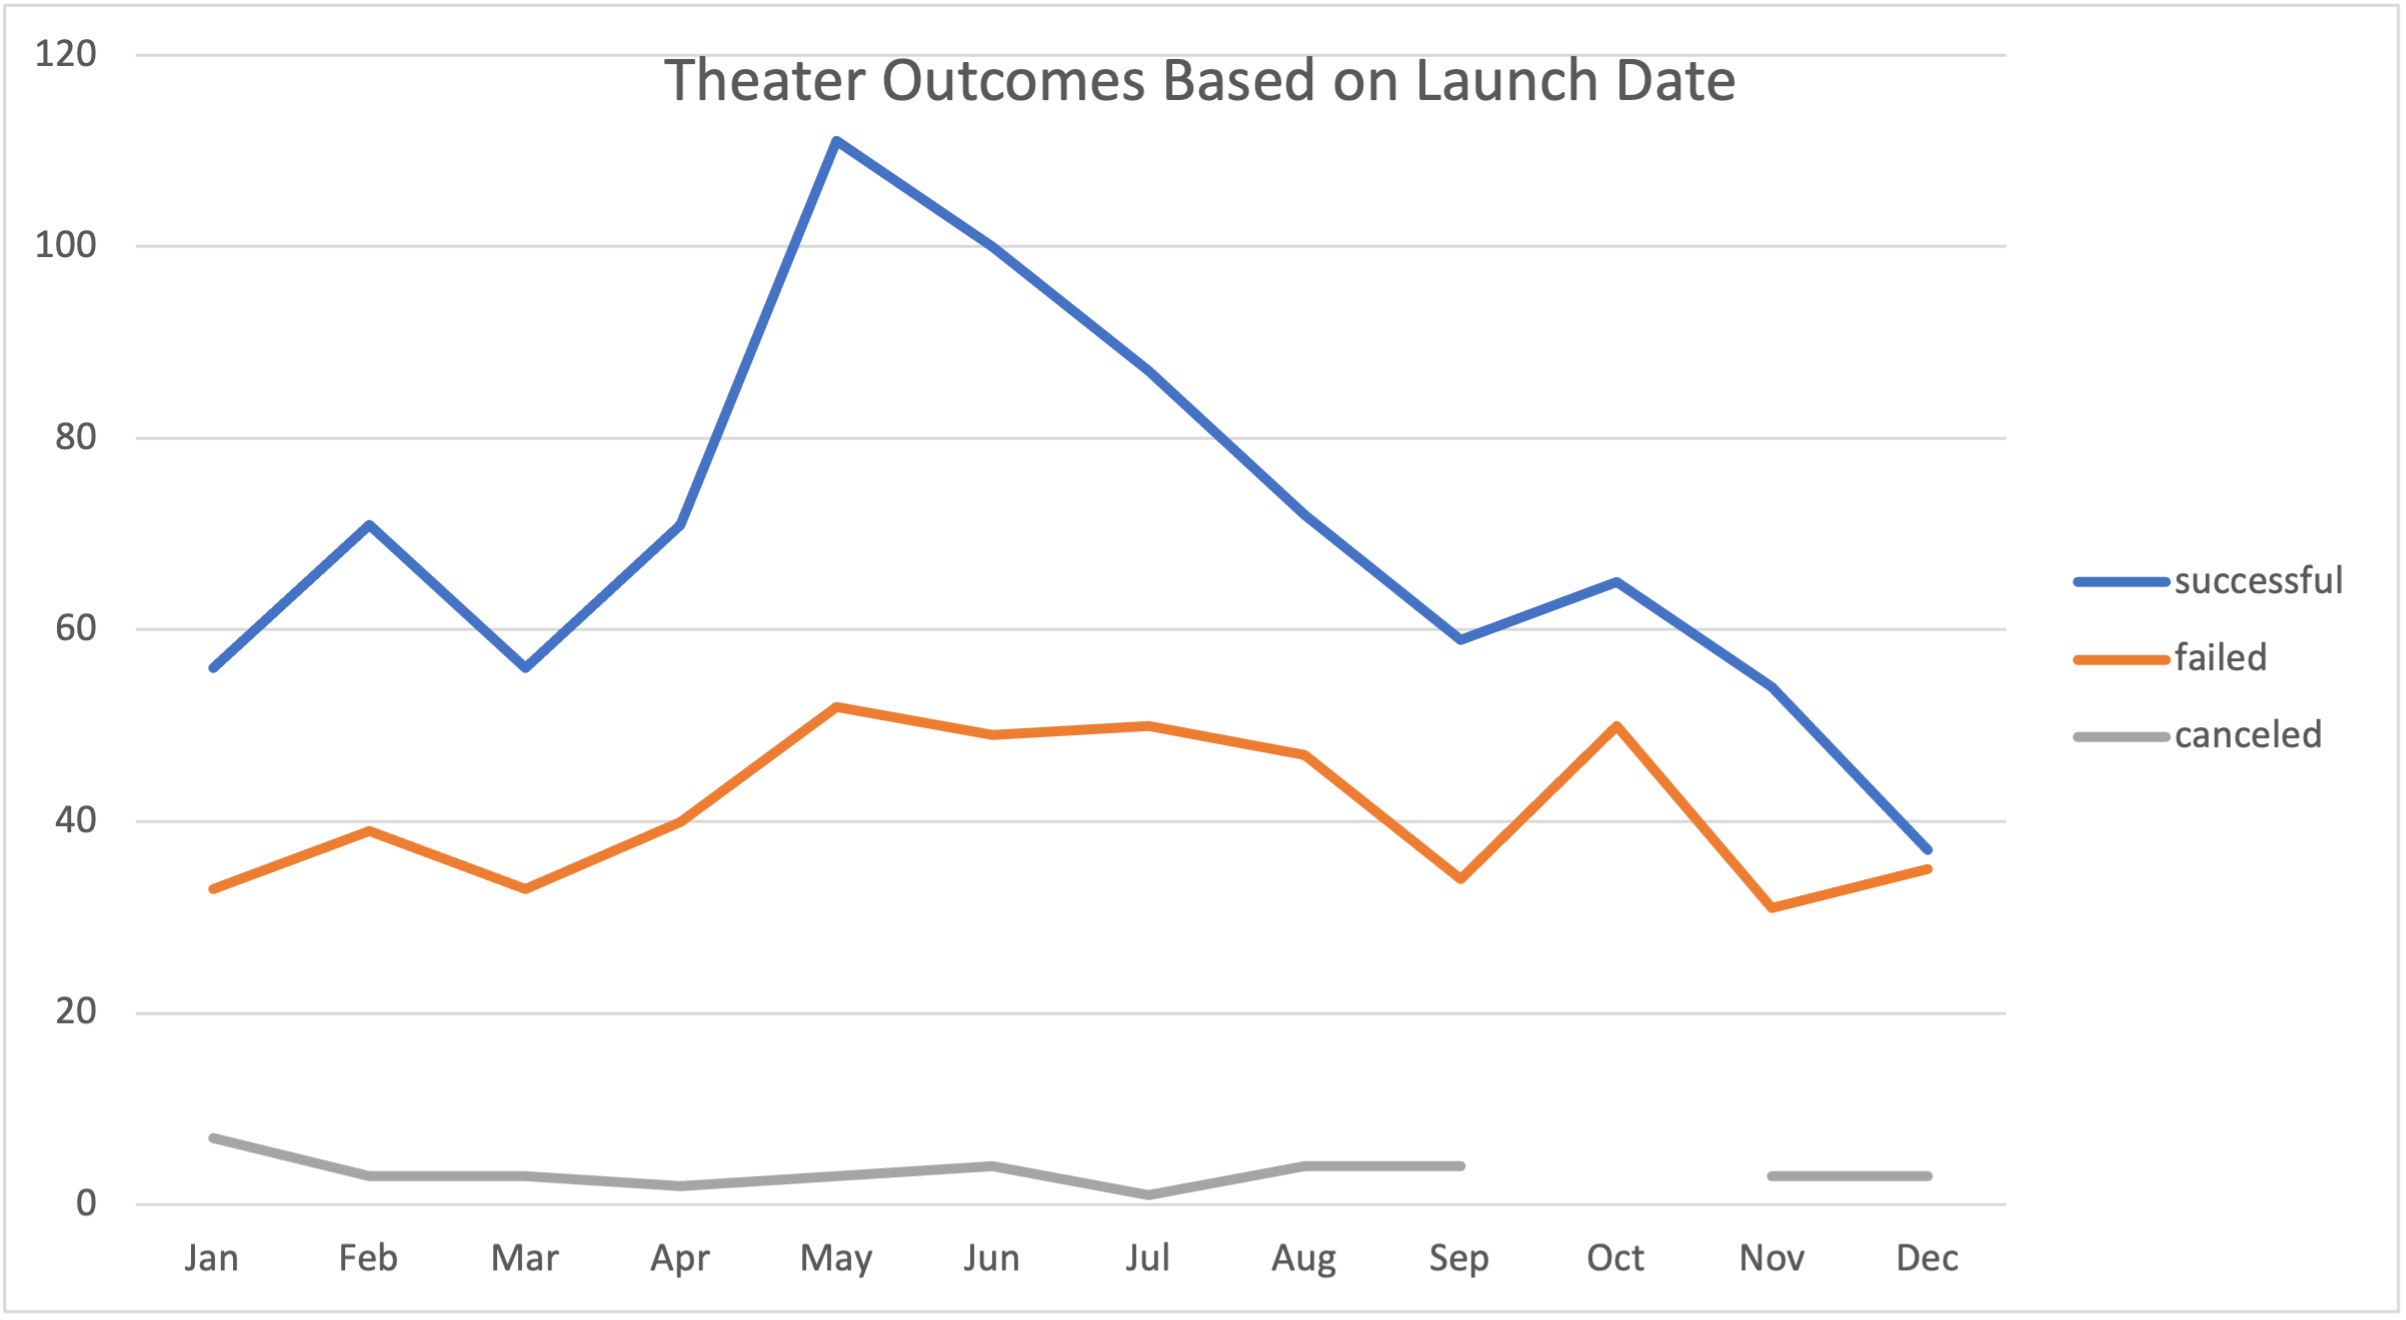 Theater Outcomes Based on Launch Date
120
100
80
60
40
20
0
Jan Feb Mar Apr May Jun Jul Aug Sep Oct Nov Dec
successful
failed
canceled